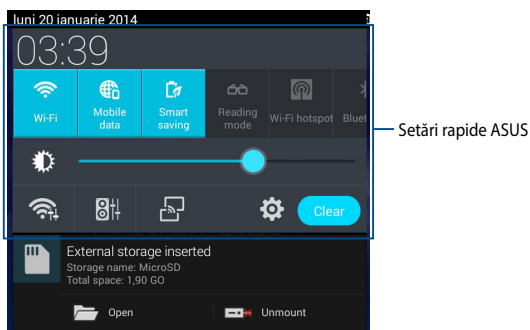 luni 20 ianuarie 2014
03:39
Wi-Fi
Mobile data
Smart saving
Reading mode
Wi-Fi hotspot
Bluet
Setări rapide ASUS
Clear
External storage inserted
Storage name: MicroSD
Total space: 1,90 GO
Open
Unmount